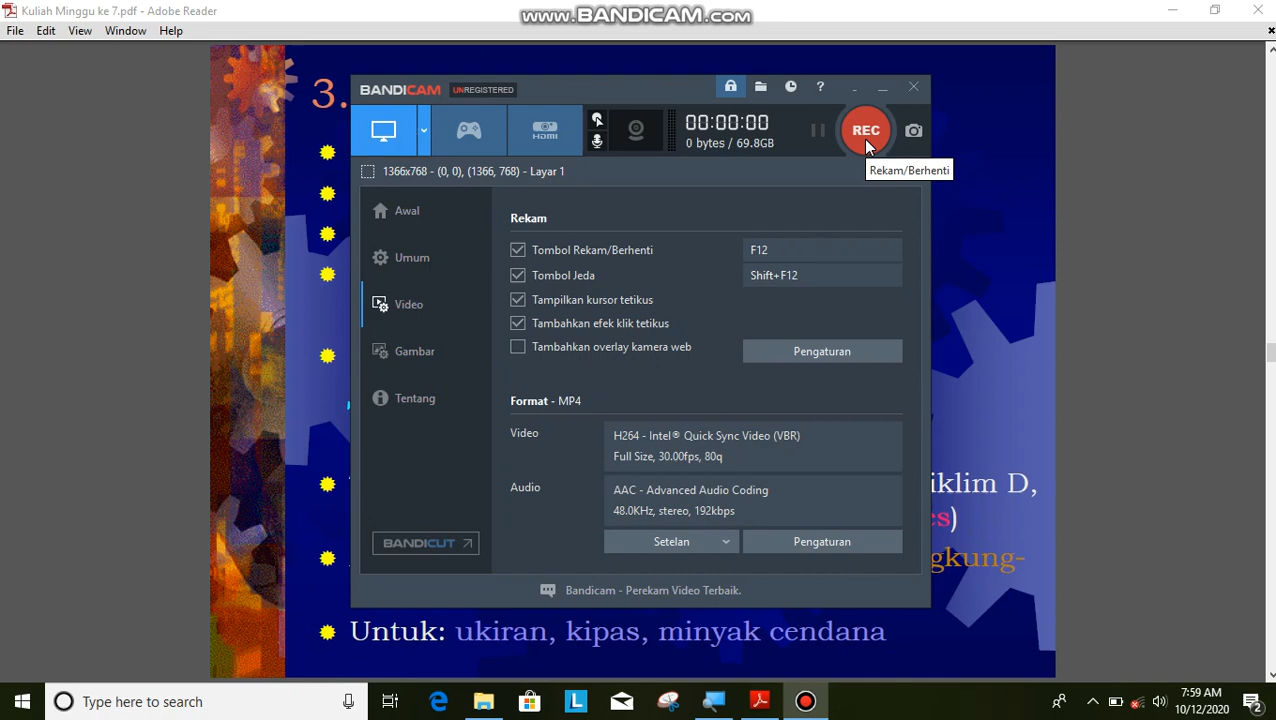 Kuliah Minggu ke 7.pdf - Adobe Reader
www.BANDICAM.com
File Edit View Window Help
3.
BANDICAM UNREGISTERED
?
HDMI
00:00:00
0 bytes / 69.8GB
REC
Rekam/Berhenti
1366x768 - (0, 0), (1366, 768) - Layar 1
Awal
Umum
Video
Gambar
Tentang
BANDICUT
Rekam
Tombol Rekam/Berhenti F12
Tombol Jeda Shift+F12
Tampilkan kursor tetikus
Tambahkan efek klik tetikus
Tambahkan overlay kamera web Pengaturan
Format - MP4
Video H264 - Intel® Quick Sync Video (VBR)
Full Size, 30.00fps, 80q
Audio AAC - Advanced Audio Coding
48.0KHz, stereo, 192kbps
Setelan Pengaturan
Bandicam - Perekam Video Terbaik.
iklim D,
cs)
gkung-
Untuk: ukiran, kipas, minyak cendana
Type here to search
L
7:59 AM
10/12/2020
2